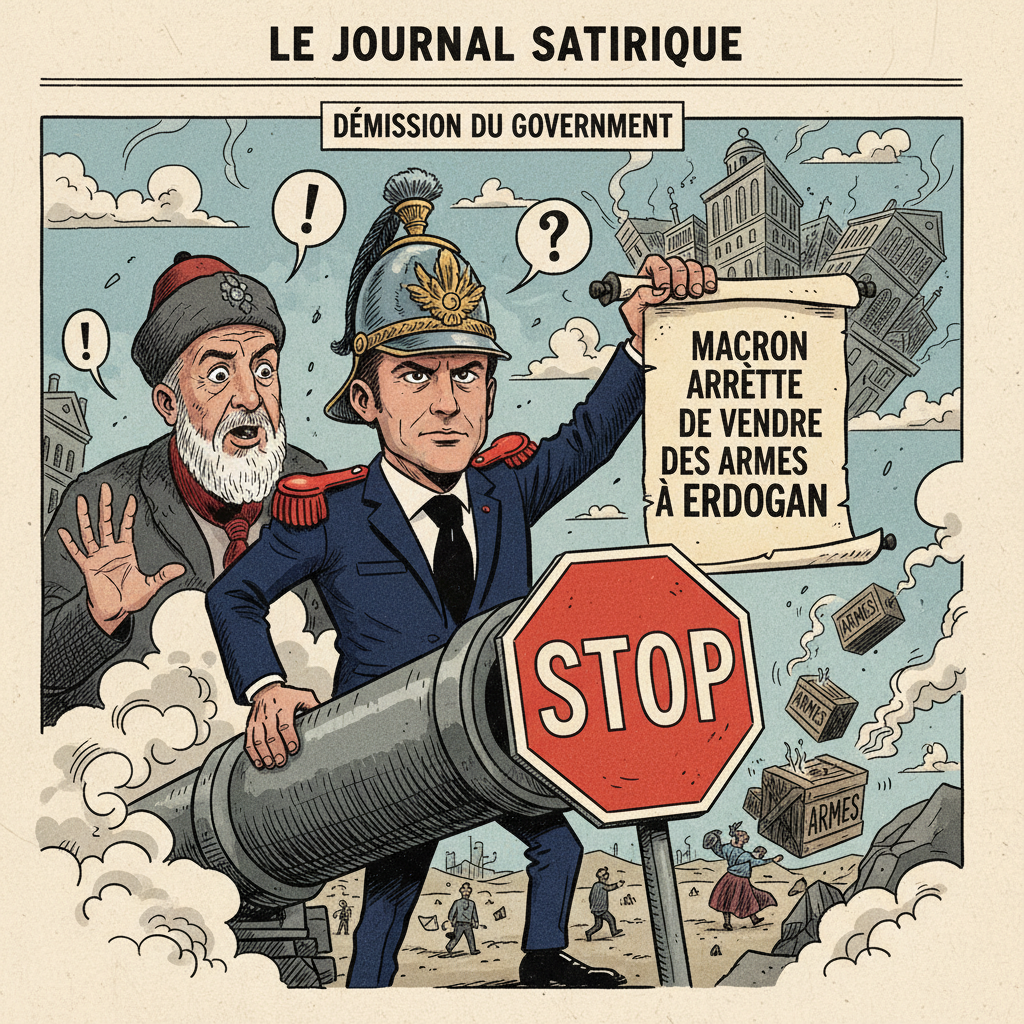 LE JOURNAL SATIRIQUE
DÉMISSION DU GOVERNMENT
!
?
!
MACRON
ARRÈTTE
DE VENDRE
DES ARMES
À ERDOGAN
STOP
ARMES
ARMES
ARMES